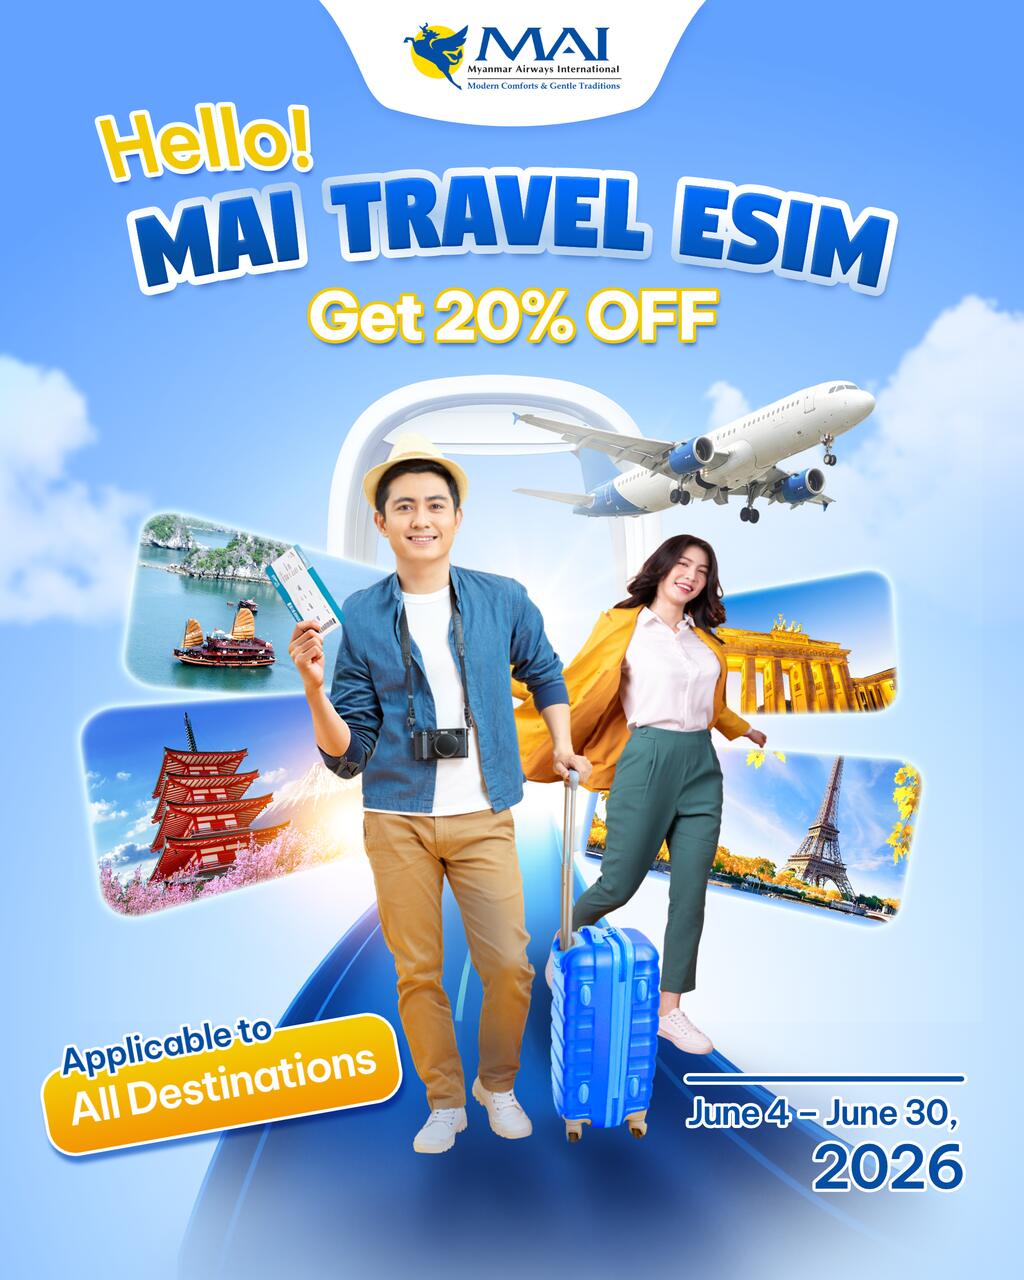 MAI
Myanmar Airways International
Modern Comforts & Gentle Traditions
Hello!
MAI TRAVEL ESIM
Get 20% OFF
Applicable to
All Destinations
June 4 – June 30,
2026